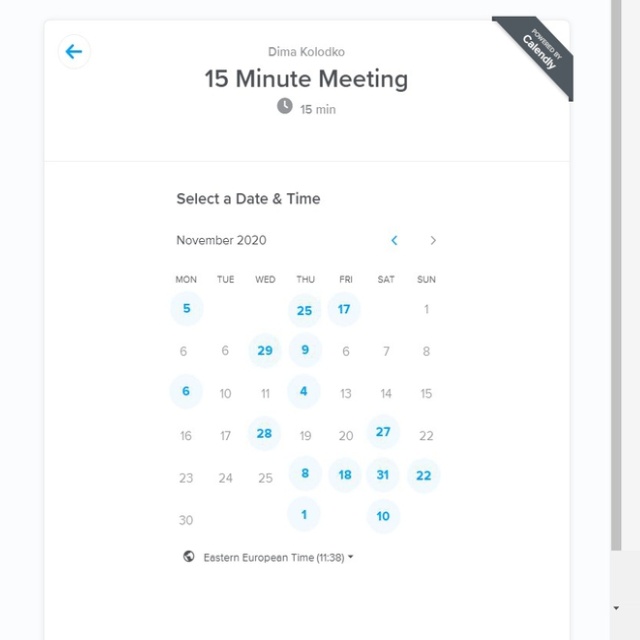 Dima Kolodko
15 Minute Meeting
15 min
POWERED BY
Calendly
Select a Date & Time
November 2020
MON TUE WED THU FRI SAT SUN
5 25 17 1
6 6 29 9 6 7 8
6 10 11 4 13 14 15
16 17 28 19 20 27 22
23 24 25 8 18 31 22
30 1 10
Eastern European Time (11:38)